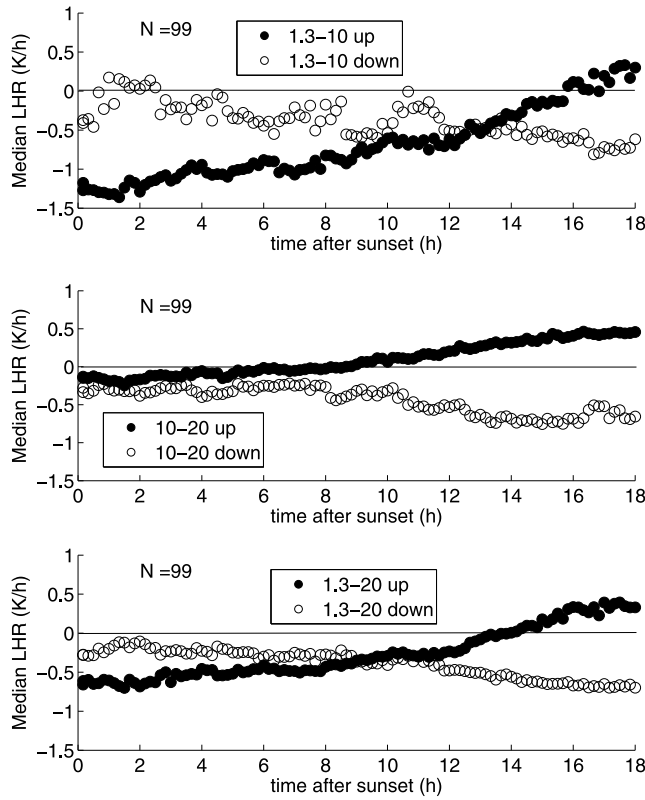 N =99
1.3−10 up
1.3−10 down
Median LHR (K/h)
1
0.5
0
−0.5
−1
−1.5
0 2 4 6 8 10 12 14 16 18
time after sunset (h)
N =99
10−20 up
10−20 down
Median LHR (K/h)
1
0.5
0
−0.5
−1
−1.5
0 2 4 6 8 10 12 14 16 18
time after sunset (h)
N =99
1.3−20 up
1.3−20 down
Median LHR (K/h)
1
0.5
0
−0.5
−1
−1.5
0 2 4 6 8 10 12 14 16 18
time after sunset (h)